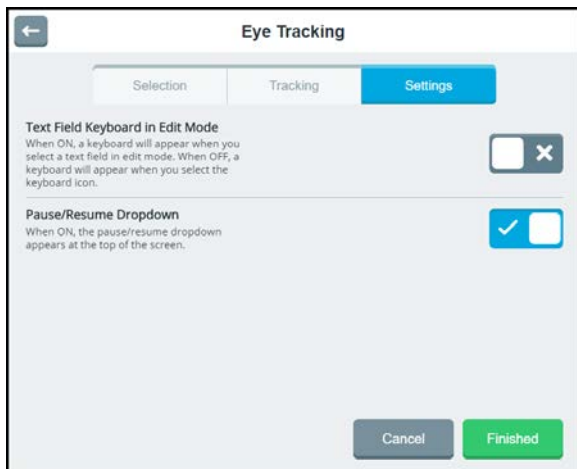 Eye Tracking
Selection
Tracking
Settings
Text Field Keyboard in Edit Mode
When ON, a keyboard will appear when you
select a text field in edit mode. When OFF, a
keyboard will appear when you select the
keyboard icon.
Pause/Resume Dropdown
When ON, the pause/resume dropdown
appears at the top of the screen.
Cancel
Finished